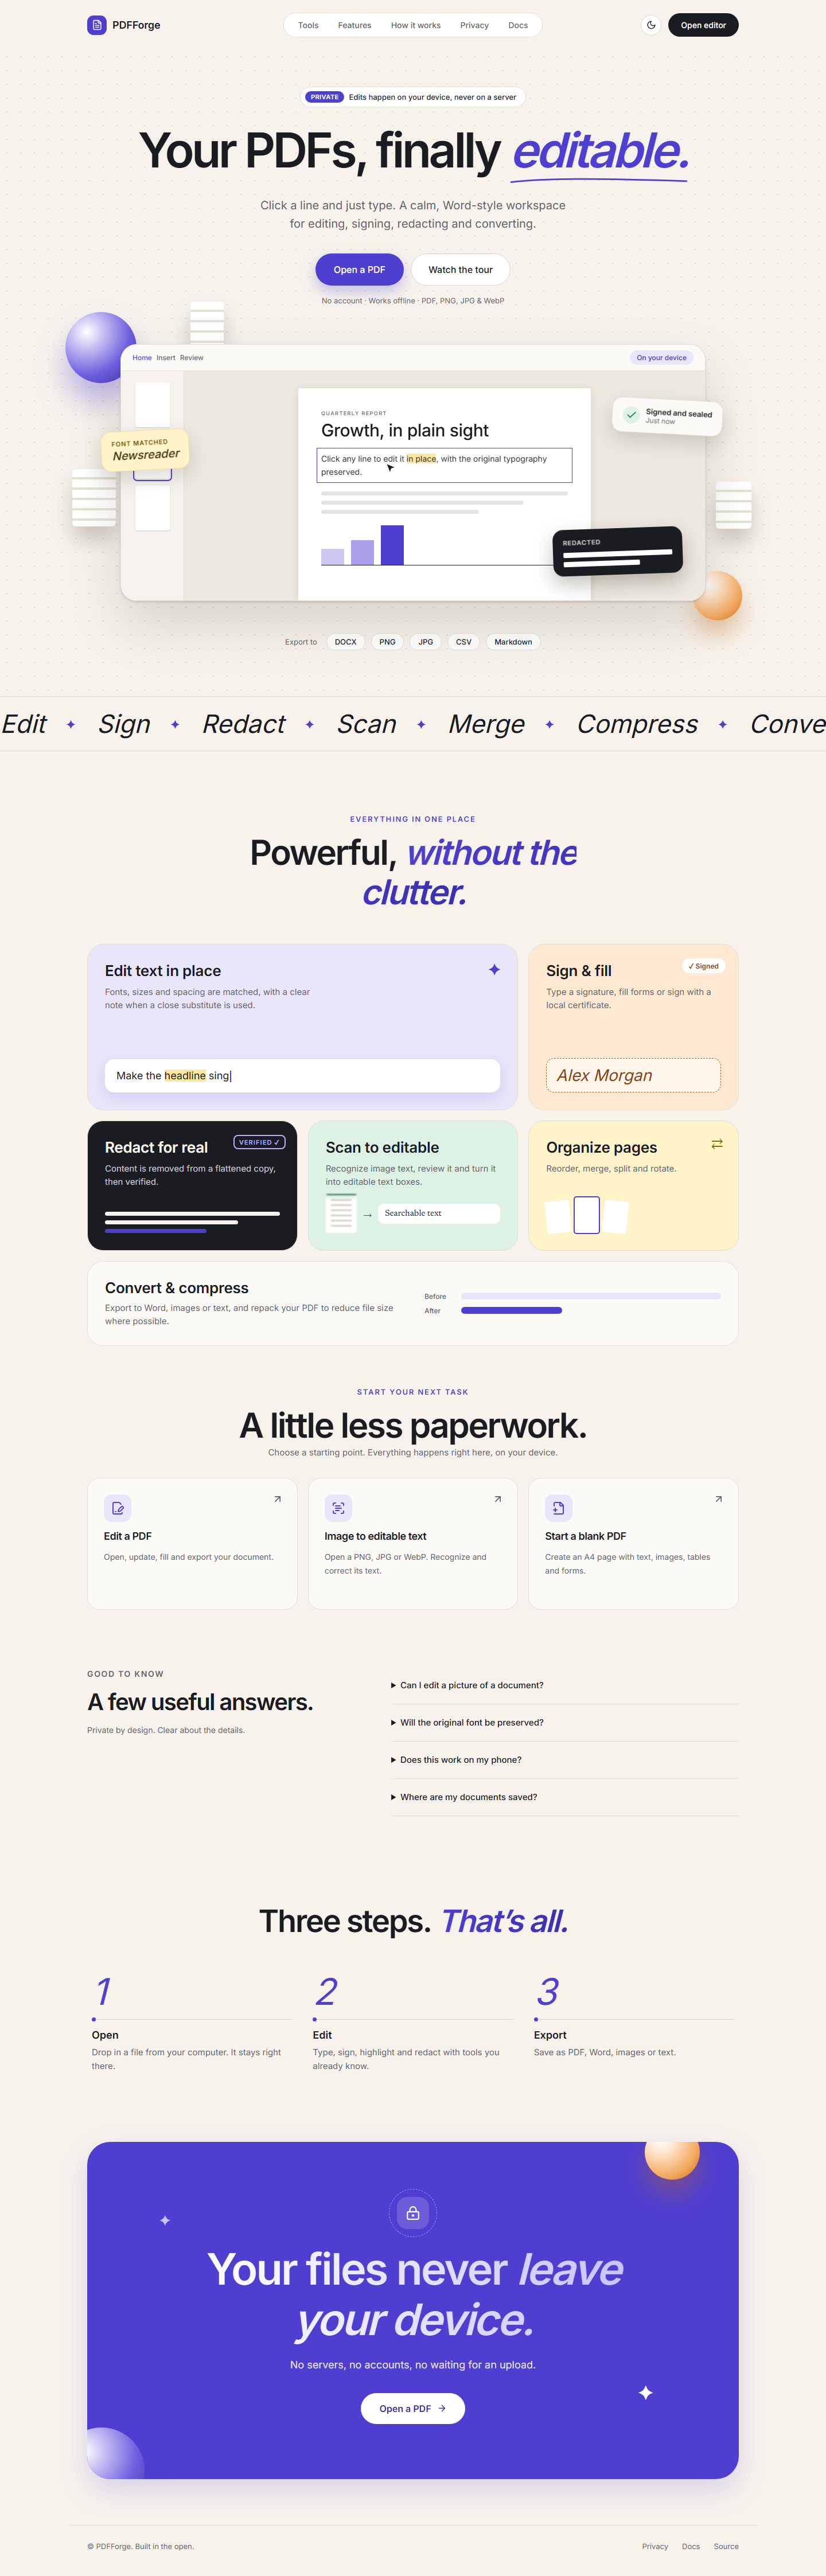 PDFForge
Tools Features How it works Privacy Docs
Open editor
PRIVATE Edits happen on your device, never on a server
Your PDFs, finally editable.
Click a line and just type. A calm, Word-style workspace
for editing, signing, redacting and converting.
Open a PDF Watch the tour
No account · Works offline · PDF, PNG, JPG & WebP
Home Insert Review
On your device
FONT MATCHED
Newsreader
QUARTERLY REPORT
Growth, in plain sight
Click any line to edit it in place, with the original typography
preserved.
Signed and sealed
Just now
REDACTED
Export to DOCX PNG JPG CSV Markdown
Edit ✦ Sign ✦ Redact ✦ Scan ✦ Merge ✦ Compress ✦ Conve
EVERYTHING IN ONE PLACE
Powerful, without the
clutter.
Edit text in place
Fonts, sizes and spacing are matched, with a clear
note when a close substitute is used.
Make the headline sing
Sign & fill
✓ Signed
Type a signature, fill forms or sign with a
local certificate.
Alex Morgan
Redact for real
VERIFIED ✓
Content is removed from a flattened copy,
then verified.
Scan to editable
Recognize image text, review it and turn it
into editable text boxes.
→ Searchable text
Organize pages
Reorder, merge, split and rotate.
Convert & compress
Export to Word, images or text, and repack your PDF to reduce file size
where possible.
Before
After
START YOUR NEXT TASK
A little less paperwork.
Choose a starting point. Everything happens right here, on your device.
Edit a PDF
Open, update, fill and export your document.
Image to editable text
Open a PNG, JPG or WebP. Recognize and
correct its text.
Start a blank PDF
Create an A4 page with text, images, tables
and forms.
GOOD TO KNOW
A few useful answers.
Private by design. Clear about the details.
Can I edit a picture of a document?
Will the original font be preserved?
Does this work on my phone?
Where are my documents saved?
Three steps. That's all.
1
Open
Drop in a file from your computer. It stays right
there.
2
Edit
Type, sign, highlight and redact with tools you
already know.
3
Export
Save as PDF, Word, images or text.
Your files never leave
your device.
No servers, no accounts, no waiting for an upload.
Open a PDF →
© PDFForge. Built in the open.
Privacy Docs Source